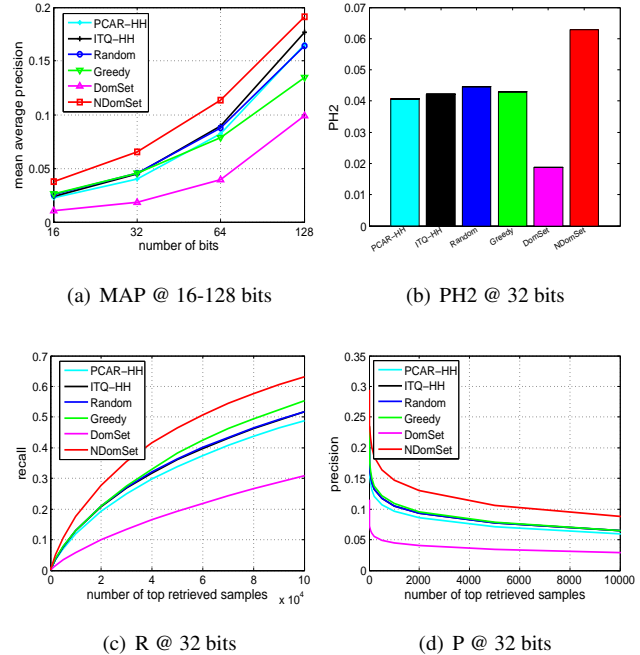 0.2
0.15
0.1
0.05
0
mean average precision
PCAR-HH
ITQ-HH
Random
Greedy
DomSet
NDomSet
16 32 64 128
number of bits
(a) MAP @ 16-128 bits
0.07
0.06
0.05
0.04
0.03
0.02
0.01
0
PH2
PCAR-HH ITQ-HH Random Greedy DomSet NDomSet
(b) PH2 @ 32 bits
0.7
0.6
0.5
0.4
0.3
0.2
0.1
0
recall
PCAR-HH
ITQ-HH
Random
Greedy
DomSet
NDomSet
0 2 4 6 8 10
number of top retrieved samples
x 10^4
(c) R @ 32 bits
0.35
0.3
0.25
0.2
0.15
0.1
0.05
0
precision
PCAR-HH
ITQ-HH
Random
Greedy
DomSet
NDomSet
0 2000 4000 6000 8000 10000
number of top retrieved samples
(d) P @ 32 bits